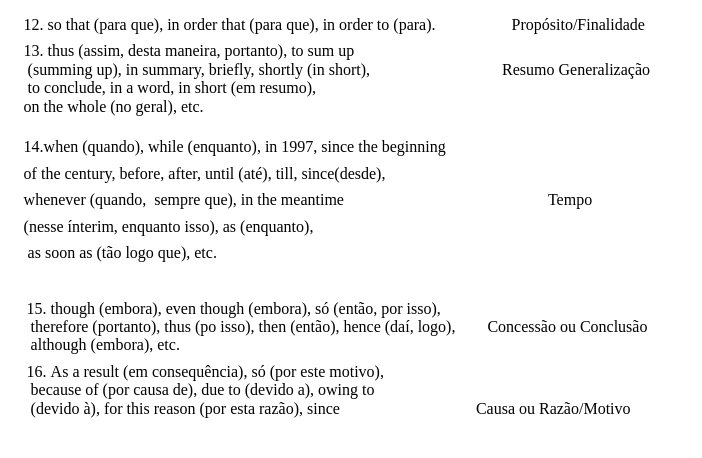 12. so that (para que), in order that (para que), in order to (para). Propósito/Finalidade
13. thus (assim, desta maneira, portanto), to sum up
(summing up), in summary, briefly, shortly (in short), Resumo Generalização
to conclude, in a word, in short (em resumo),
on the whole (no geral), etc.
14.when (quando), while (enquanto), in 1997, since the beginning
of the century, before, after, until (até), till, since(desde),
whenever (quando, sempre que), in the meantime Tempo
(nesse ínterim, enquanto isso), as (enquanto),
as soon as (tão logo que), etc.
15. though (embora), even though (embora), só (então, por isso),
therefore (portanto), thus (po isso), then (então), hence (daí, logo), Concessão ou Conclusão
although (embora), etc.
16. As a result (em consequência), só (por este motivo),
because of (por causa de), due to (devido a), owing to
(devido à), for this reason (por esta razão), since Causa ou Razão/Motivo